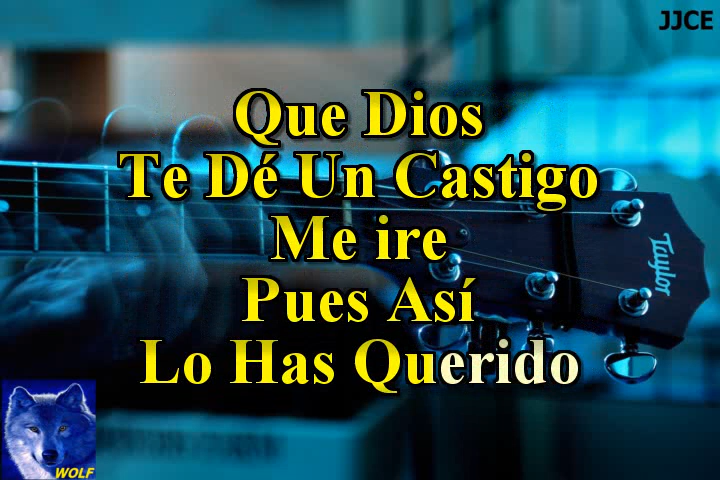 JJCE
Que Dios
Te Dé Un Castigo
Me ire
Pues Así
Lo Has Querido
Taylor
WOLF